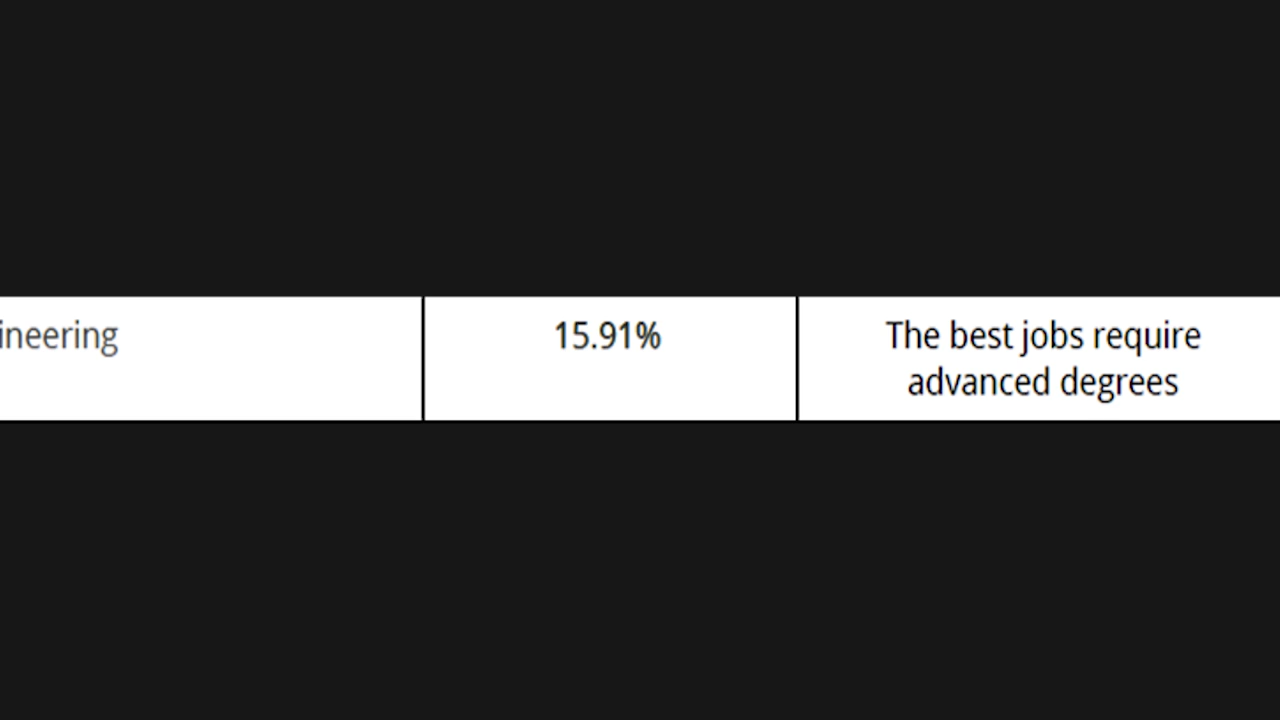 ineering
15.91%
The best jobs require
advanced degrees